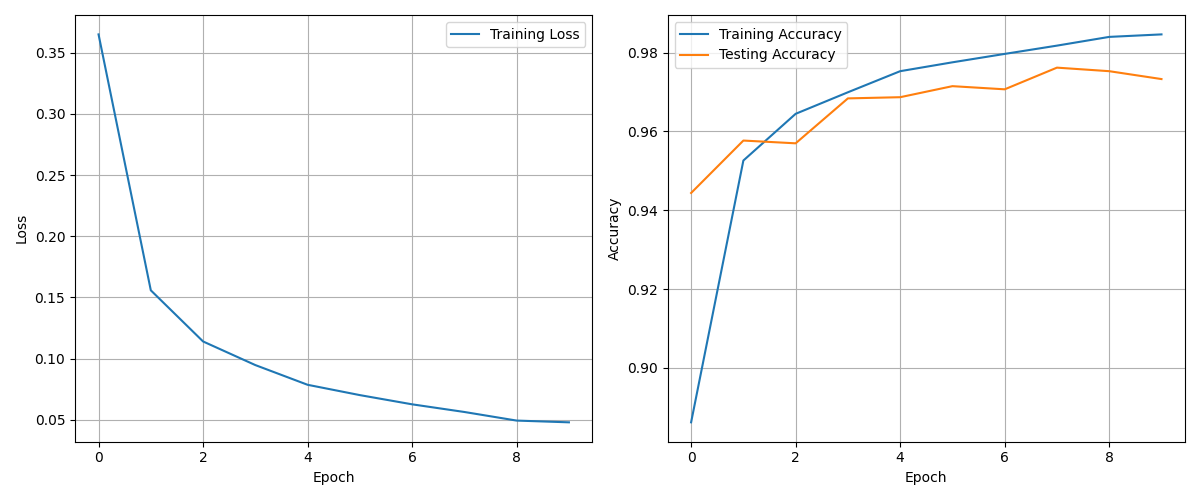 Training Loss
0.35
0.30
0.25
0.20
0.15
0.10
0.05
Loss
0 2 4 6 8
Epoch
Training Accuracy
Testing Accuracy
0.98
0.96
0.94
0.92
0.90
Accuracy
0 2 4 6 8
Epoch